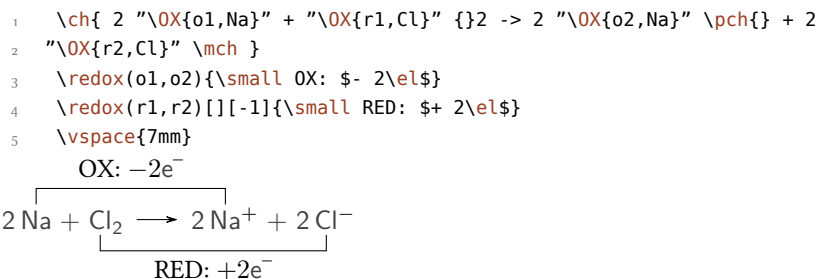 1 \ch{ 2 "\OX{o1,Na}" + "\OX{r1,Cl}" {}2 -> 2 "\OX{o2,Na}" \pch{} + 2
2 "\OX{r2,Cl}" \mch }
3 \redox(o1,o2){\small OX: $- 2\el$}
4 \redox(r1,r2)[][-1]{\small RED: $+ 2\el$}
5 \vspace{7mm}
OX: −2e⁻
2 Na + Cl₂ ⟶ 2 Na⁺ + 2 Cl⁻
RED: +2e⁻